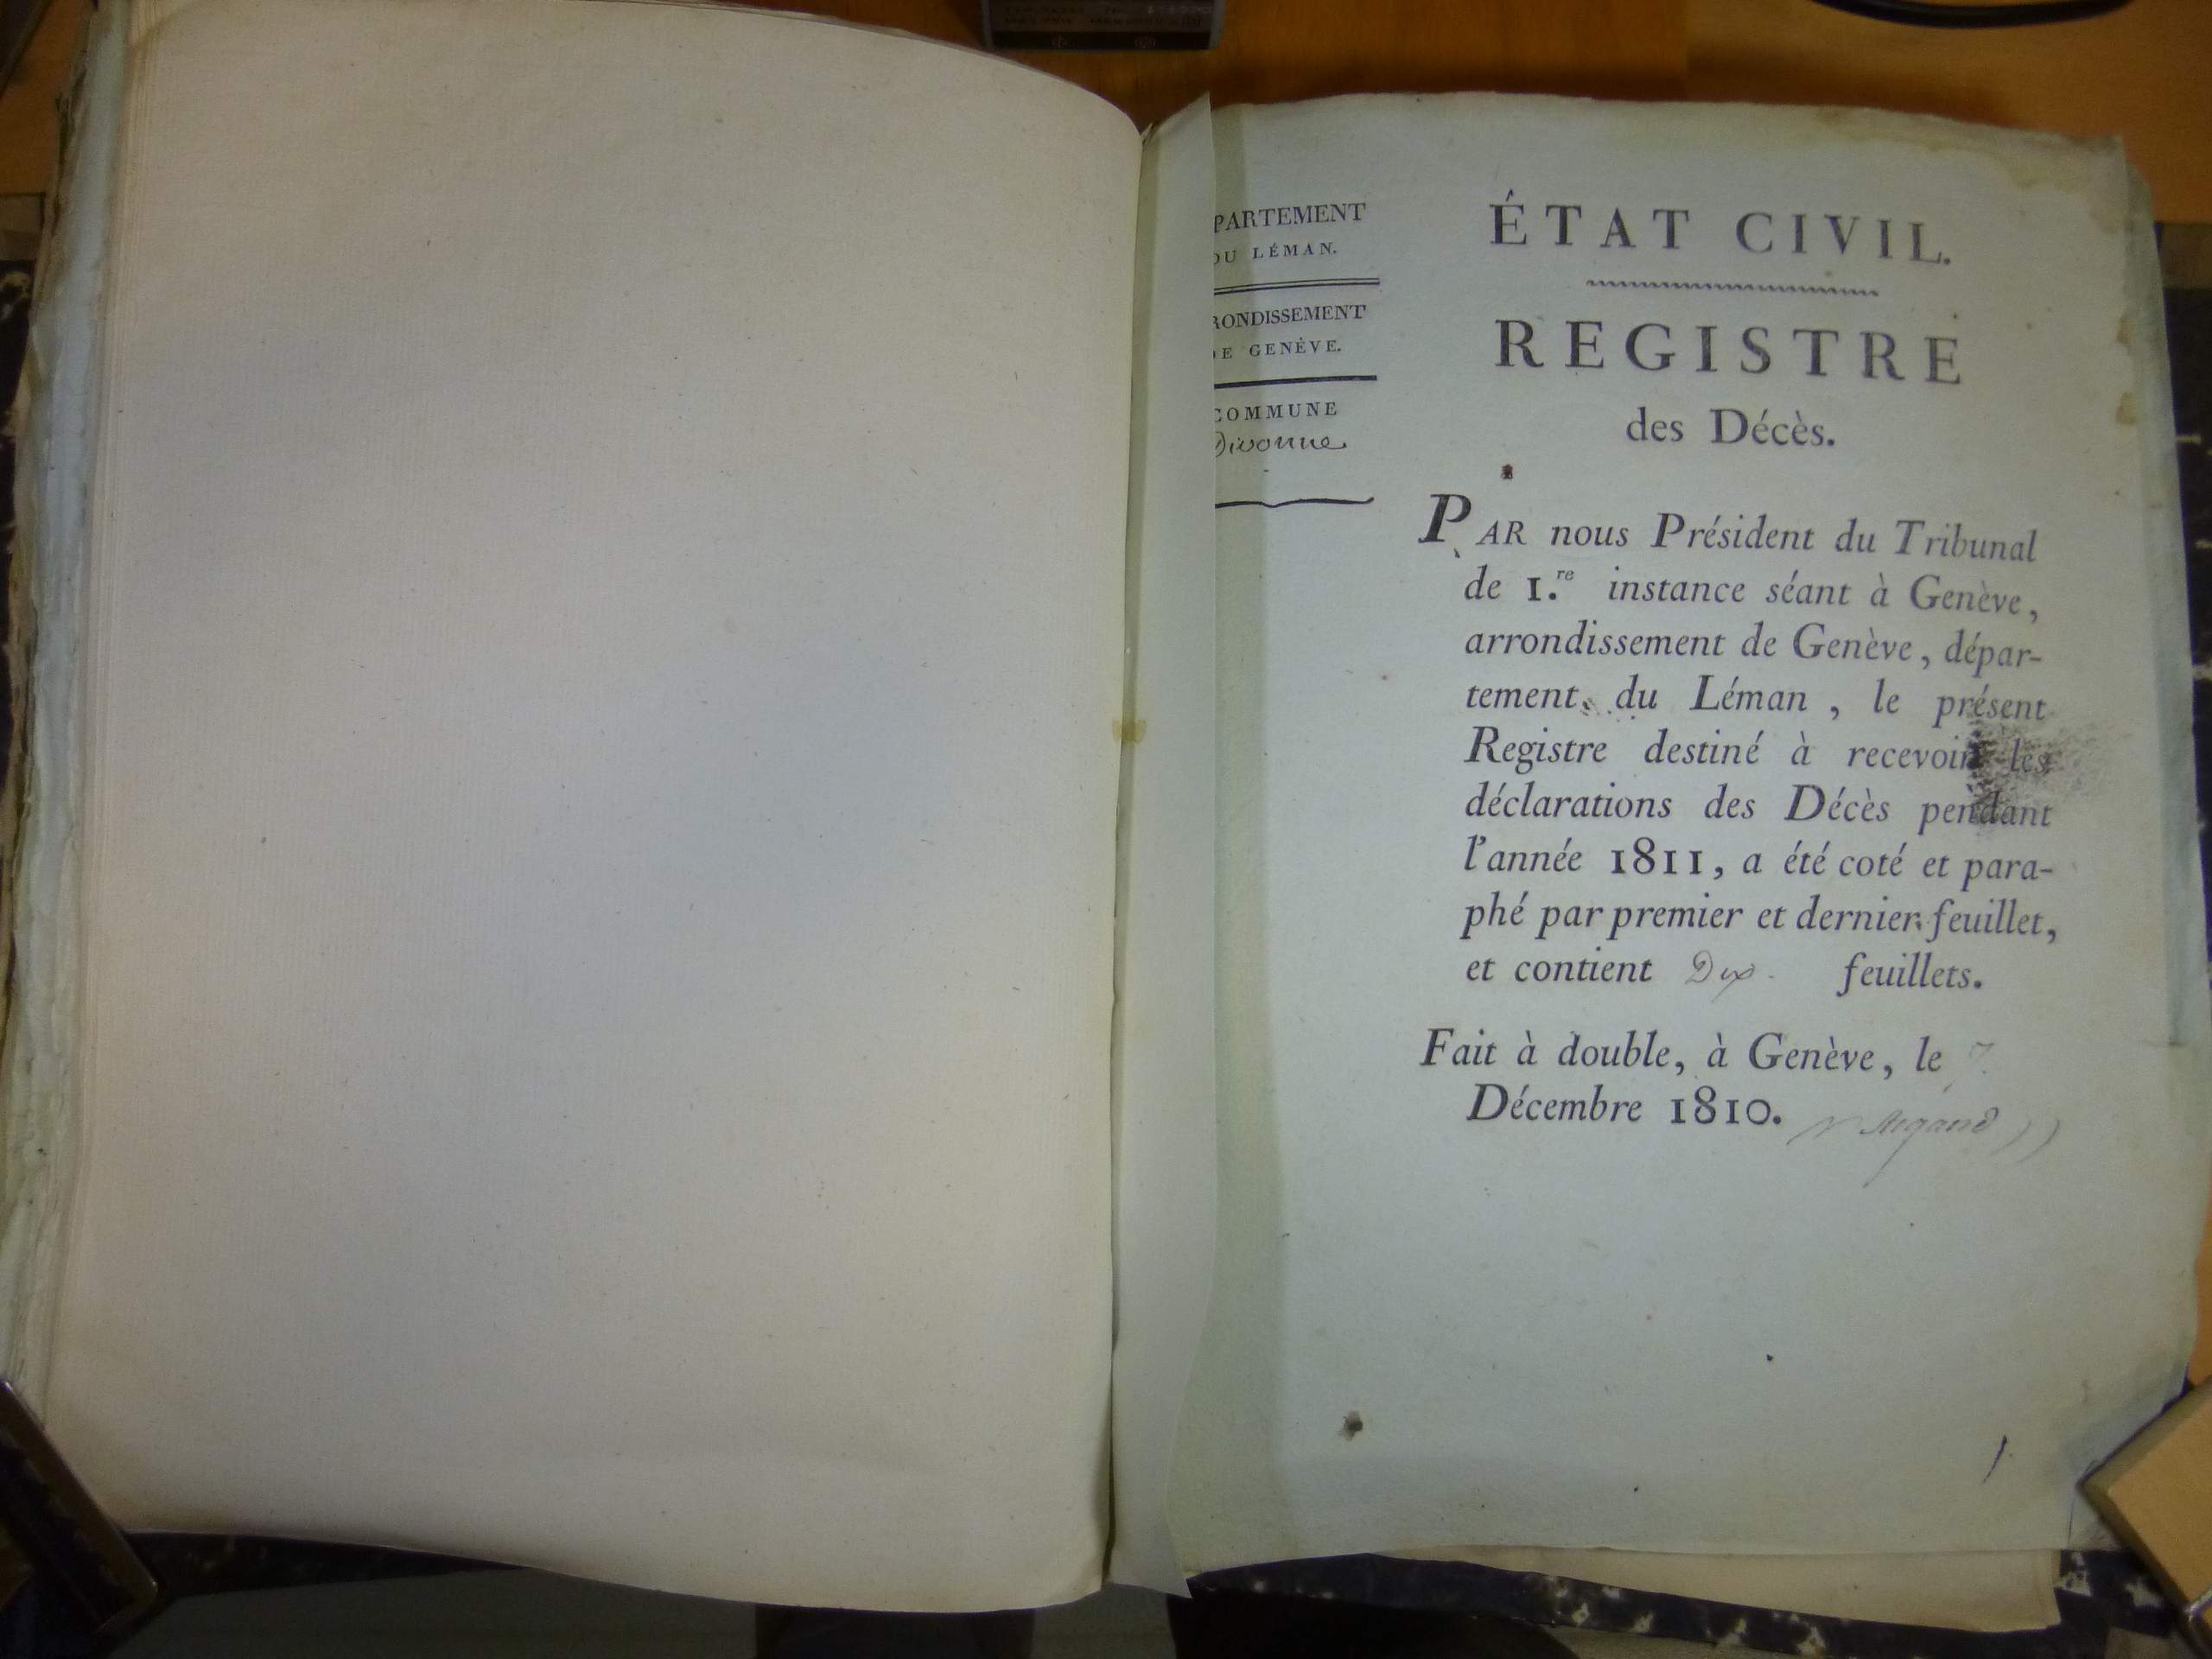 PARTEMENT
DU LÉMAN.
RONDISSEMENT
DE GENÈVE.
COMMUNE
Divonne
ÉTAT CIVIL.
REGISTRE
des Décès.
PAR nous Président du Tribunal
de 1.re instance séant à Genève,
arrondissement de Genève, dépar-
tement du Léman, le présent
Registre destiné à recevoir les
déclarations des Décès pendant
l'année 1811, a été coté et para-
phé par premier et dernier feuillet,
et contient Dix feuillets.
Fait à double, à Genève, le 7.
Décembre 1810.
Argand